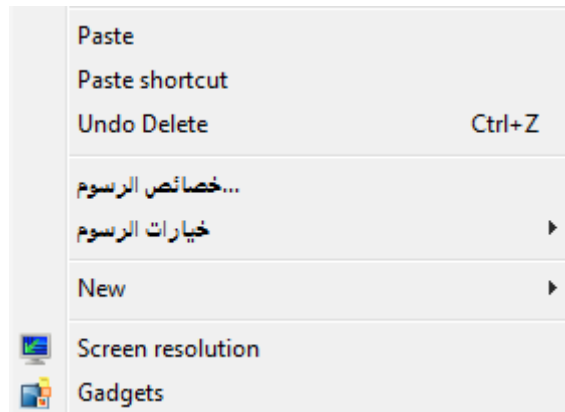 Paste
Paste shortcut
Undo Delete Ctrl+Z
خصائص الرسوم...
خيارات الرسوم
New
Screen resolution
Gadgets